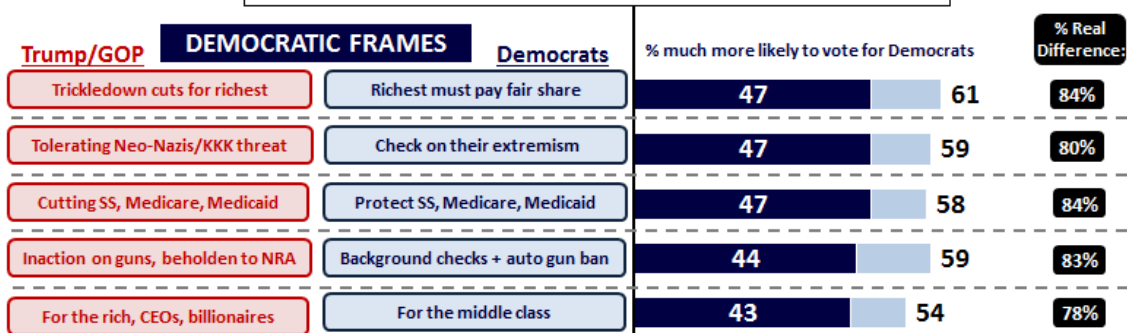 Trump/GOP
DEMOCRATIC FRAMES
Democrats
% much more likely to vote for Democrats
% Real
Difference:
Trickledown cuts for richest
Richest must pay fair share
47
61
84%
Tolerating Neo-Nazis/KKK threat
Check on their extremism
47
59
80%
Cutting SS, Medicare, Medicaid
Protect SS, Medicare, Medicaid
47
58
84%
Inaction on guns, beholden to NRA
Background checks + auto gun ban
44
59
83%
For the rich, CEOs, billionaires
For the middle class
43
54
78%